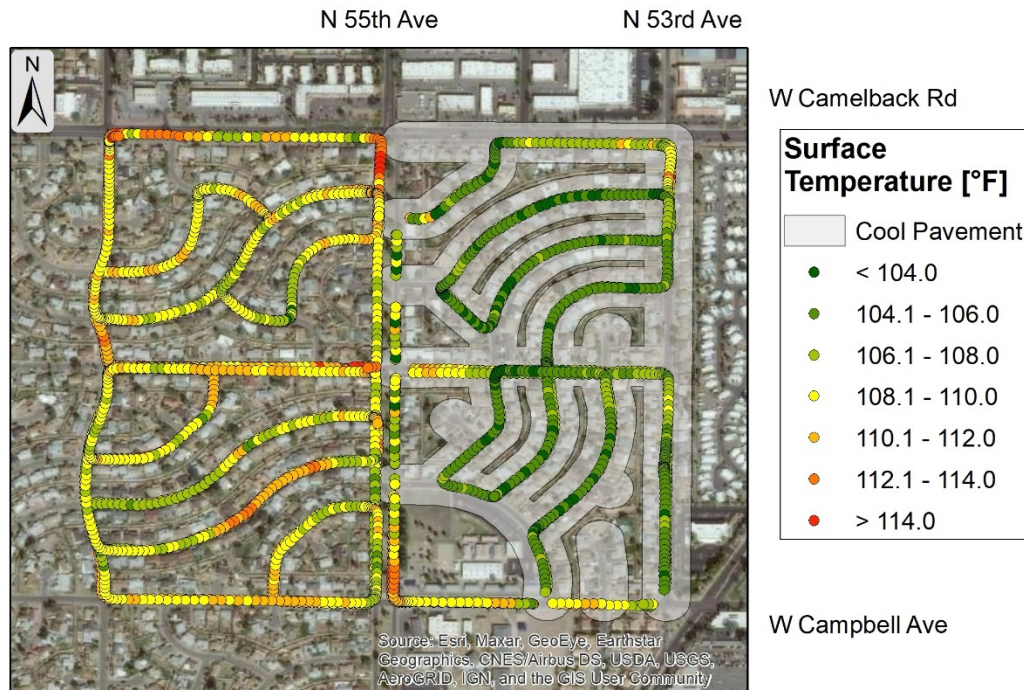 N 55th Ave
N 53rd Ave
N
W Camelback Rd
Surface
Temperature [°F]
Cool Pavement
< 104.0
104.1 - 106.0
106.1 - 108.0
108.1 - 110.0
110.1 - 112.0
112.1 - 114.0
> 114.0
W Campbell Ave
Source: Esri, Maxar, GeoEye, Earthstar
Geographics, CNES/Airbus DS, USDA, USGS,
AeroGRID, IGN, and the GIS User Community